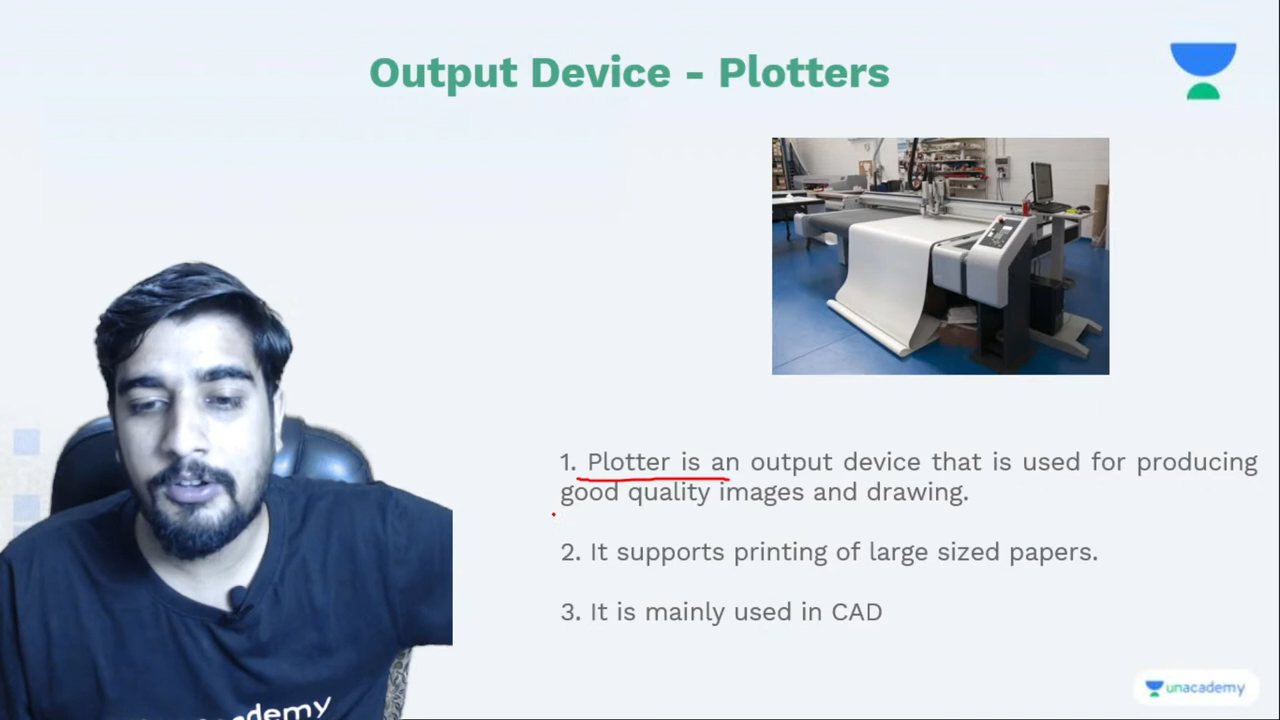 Output Device - Plotters
1. Plotter is an output device that is used for producing
good quality images and drawing.
2. It supports printing of large sized papers.
3. It is mainly used in CAD
unacademy
demy